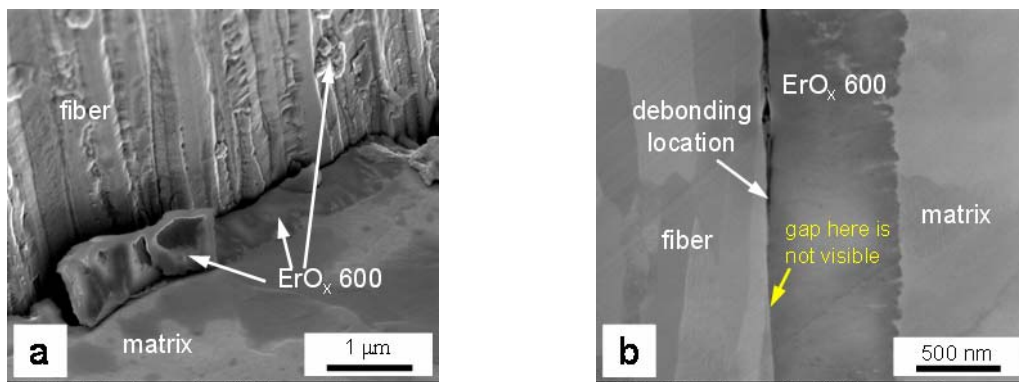 fiber
ErOx 600
matrix
a
1 µm
ErOx 600
debonding
location
fiber
gap here is
not visible
matrix
b
500 nm